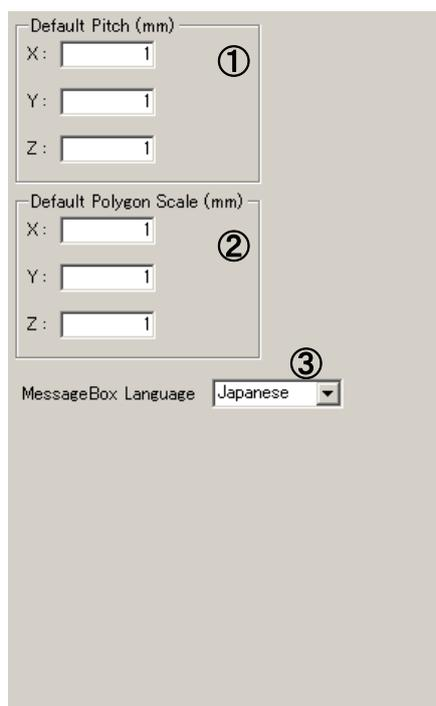 Default Pitch (mm)
X: 1 ①
Y: 1
Z: 1
Default Polygon Scale (mm)
X: 1 ②
Y: 1
Z: 1
③
MessageBox Language Japanese